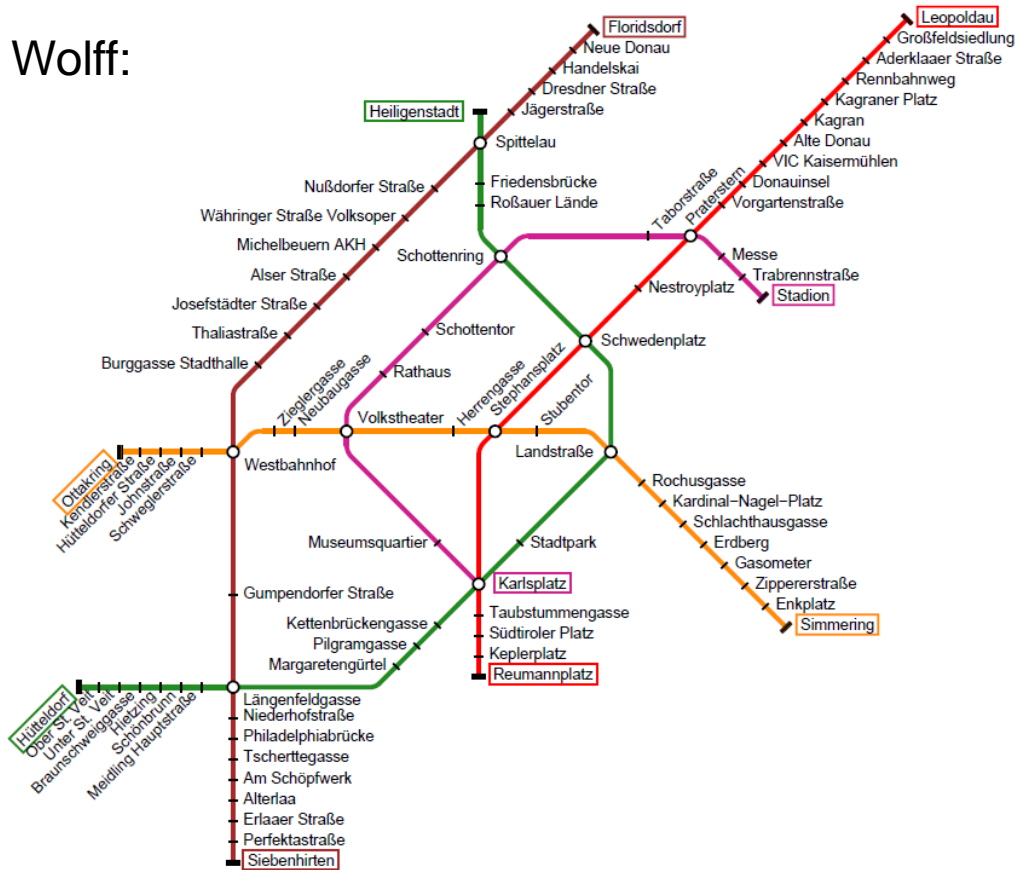 Wolff:
Floridsdorf
Neue Donau
Handelskai
Dresdner Straße
Jägerstraße
Leopoldau
Großfeldsiedlung
Aderklaaer Straße
Rennbahnweg
Kagraner Platz
Kagran
Alte Donau
VIC Kaisermühlen
Donauinsel
Vorgartenstraße
Heiligenstadt
Spittelau
Friedensbrücke
Roßauer Lände
Nußdorfer Straße
Währinger Straße Volksoper
Michelbeuern AKH
Alser Straße
Josefstädter Straße
Thaliastraße
Burggasse Stadthalle
Taborstraße
Praterstern
Messe
Trabrennstraße
Stadion
Schottenring
Nestroyplatz
Schottentor
Schwedenplatz
Rathaus
Zieglergasse
Neubaugasse
Volkstheater
Herrengasse
Stephansplatz
Stubentor
Landstraße
Westbahnhof
Ottakring
Kendlerstraße
Hütteldorfer Straße
Johnstraße
Schweglerstraße
Rochusgasse
Kardinal-Nagel-Platz
Schlachthausgasse
Erdberg
Gasometer
Zippererstraße
Enkplatz
Simmering
Museumsquartier
Stadtpark
Karlsplatz
Gumpendorfer Straße
Kettenbrückengasse
Pilgramgasse
Margaretengürtel
Taubstummengasse
Südtiroler Platz
Keplerplatz
Reumannplatz
Hütteldorf
Ober St. Veit
Unter St. Veit
Braunschweiggasse
Hietzing
Schönbrunn
Meidling Hauptstraße
Längenfeldgasse
Niederhofstraße
Philadelphiabrücke
Tscherttegasse
Am Schöpfwerk
Alterlaa
Erlaaer Straße
Perfektastraße
Siebenhirten